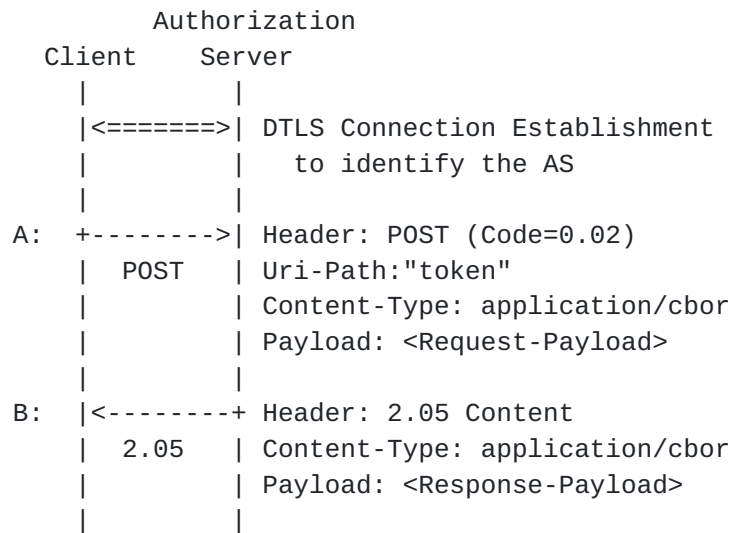 Authorization
Client Server
|<=======>| DTLS Connection Establishment
to identify the AS
A: +-------->| Header: POST (Code=0.02)
| POST | Uri-Path:"token"
| | Content-Type: application/cbor
| | Payload: <Request-Payload>
B: |<--------+ Header: 2.05 Content
| 2.05 | Content-Type: application/cbor
| | Payload: <Response-Payload>